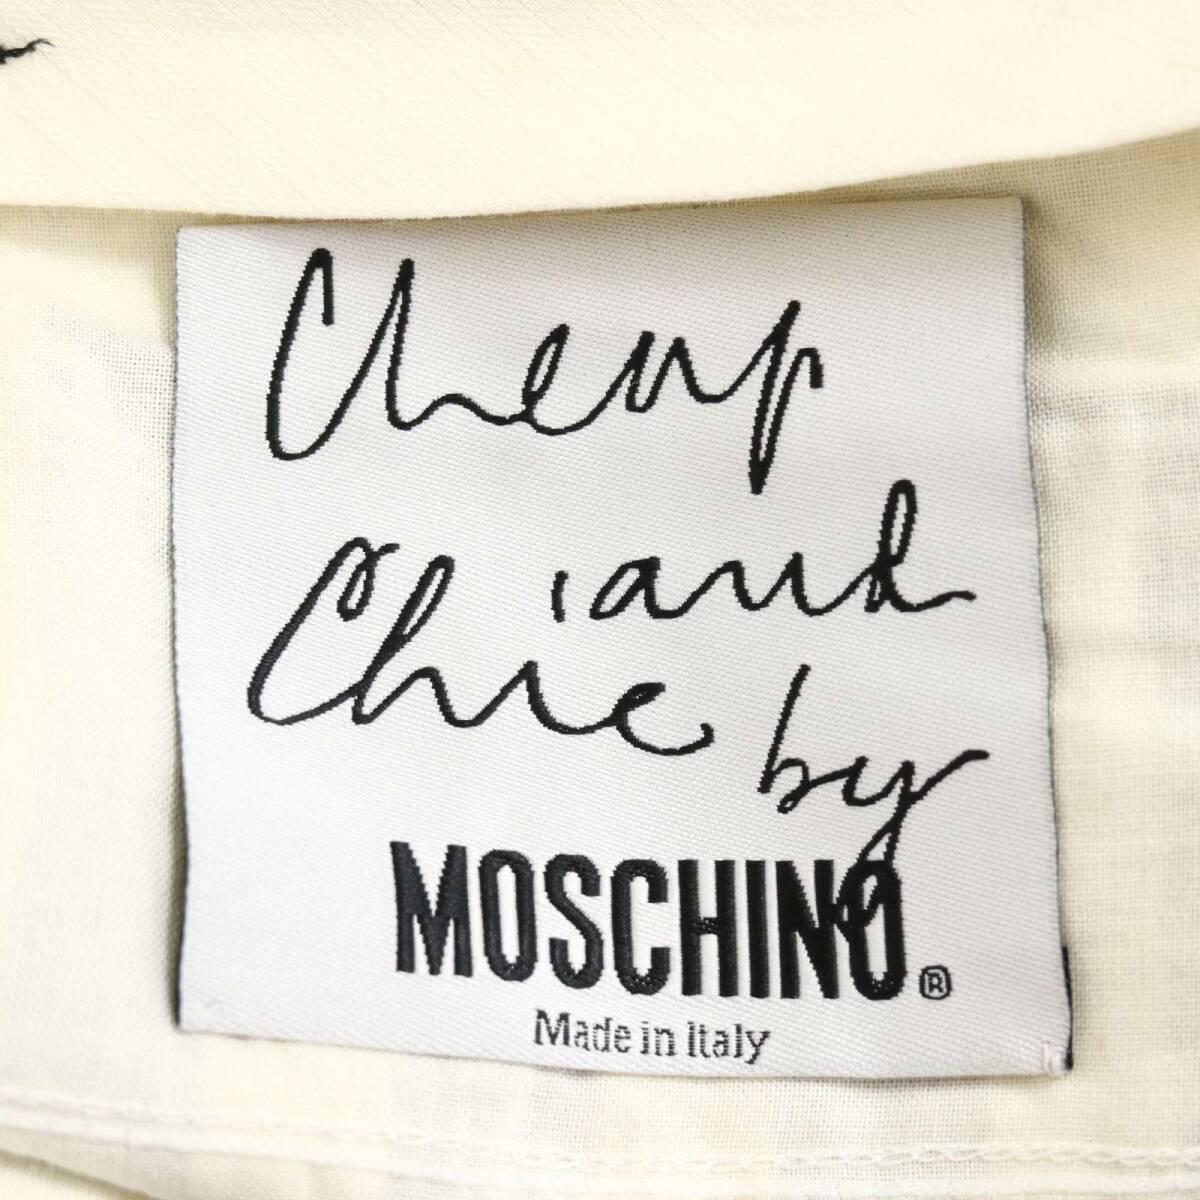 Cheap
and
Chic by
MOSCHINO®
Made in Italy